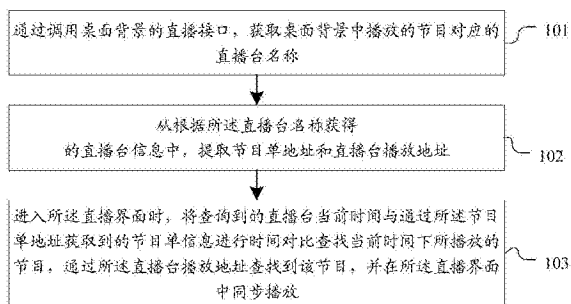 通过调用桌面背景的直播接口，获取桌面背景中播放的节目对应的
直播台名称
101
从根据所述直播台名称获得
的直播台信息中，提取节目单地址和直播台播放地址
102
进入所述直播界面时，将查询到的直播台当前时间与通过所述节目
单地址获取到的节目单信息进行时间对比查找当前时间下所播放的
节目，通过所述直播台播放地址查找到该节目，并在所述直播界面
中同步播放
103